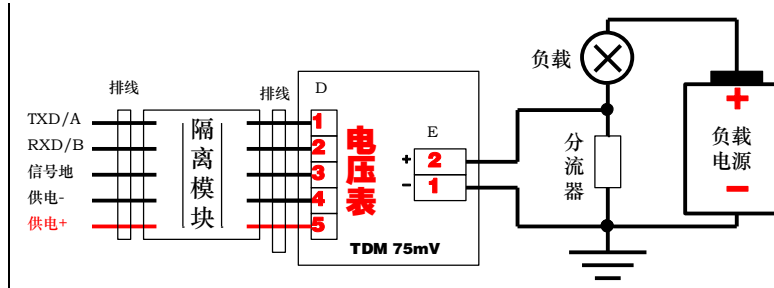 排线
TXD/A
RXD/B
信号地
供电-
供电+
隔离模块
排线
D
1
2
3
4
5
电压表
TDM 75mV
E
+ 2
- 1
负载
分流器
+
负载
电源
-